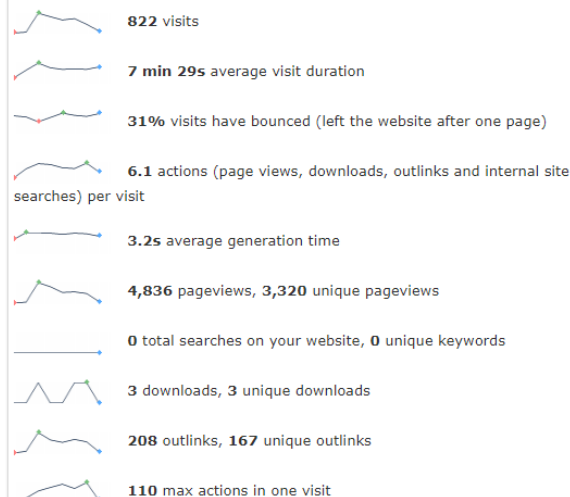 822 visits
7 min 29s average visit duration
31% visits have bounced (left the website after one page)
6.1 actions (page views, downloads, outlinks and internal site
searches) per visit
3.2s average generation time
4,836 pageviews, 3,320 unique pageviews
0 total searches on your website, 0 unique keywords
3 downloads, 3 unique downloads
208 outlinks, 167 unique outlinks
110 max actions in one visit